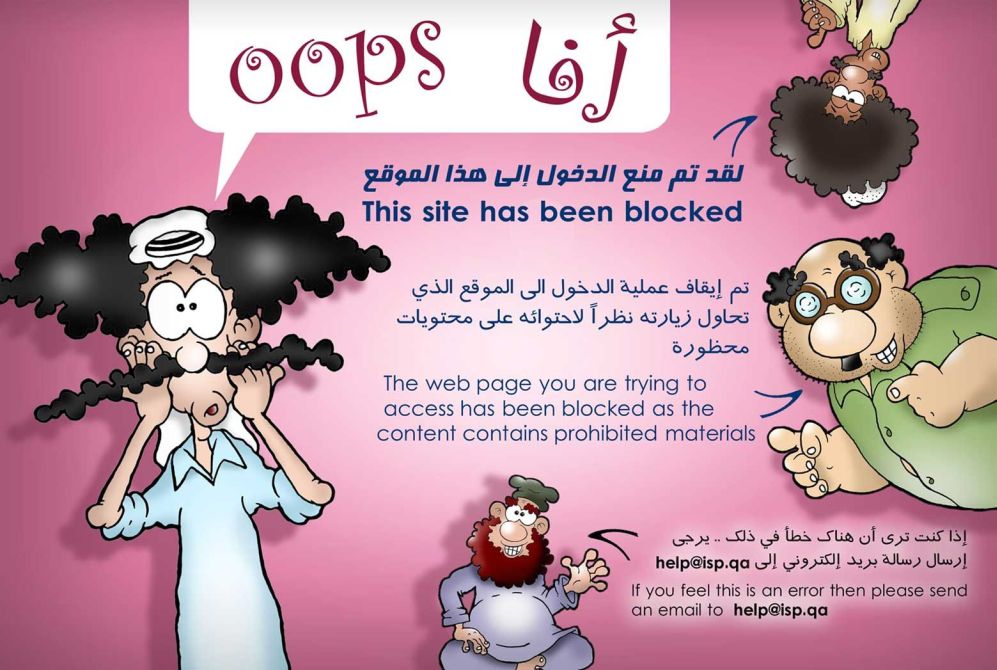 oops أفا
لقد تم منع الدخول إلى هذا الموقع
This site has been blocked
تم إيقاف عملية الدخول الى الموقع الذي
تحاول زيارته نظراً لاحتوائه على محتويات
محظورة
The web page you are trying to
access has been blocked as the
content contains prohibited materials
إذا كنت ترى أن هناك خطأ في ذلك .. يرجى
إرسال رسالة بريد إلكتروني إلى help@isp.qa
If you feel this is an error then please send
an email to help@isp.qa